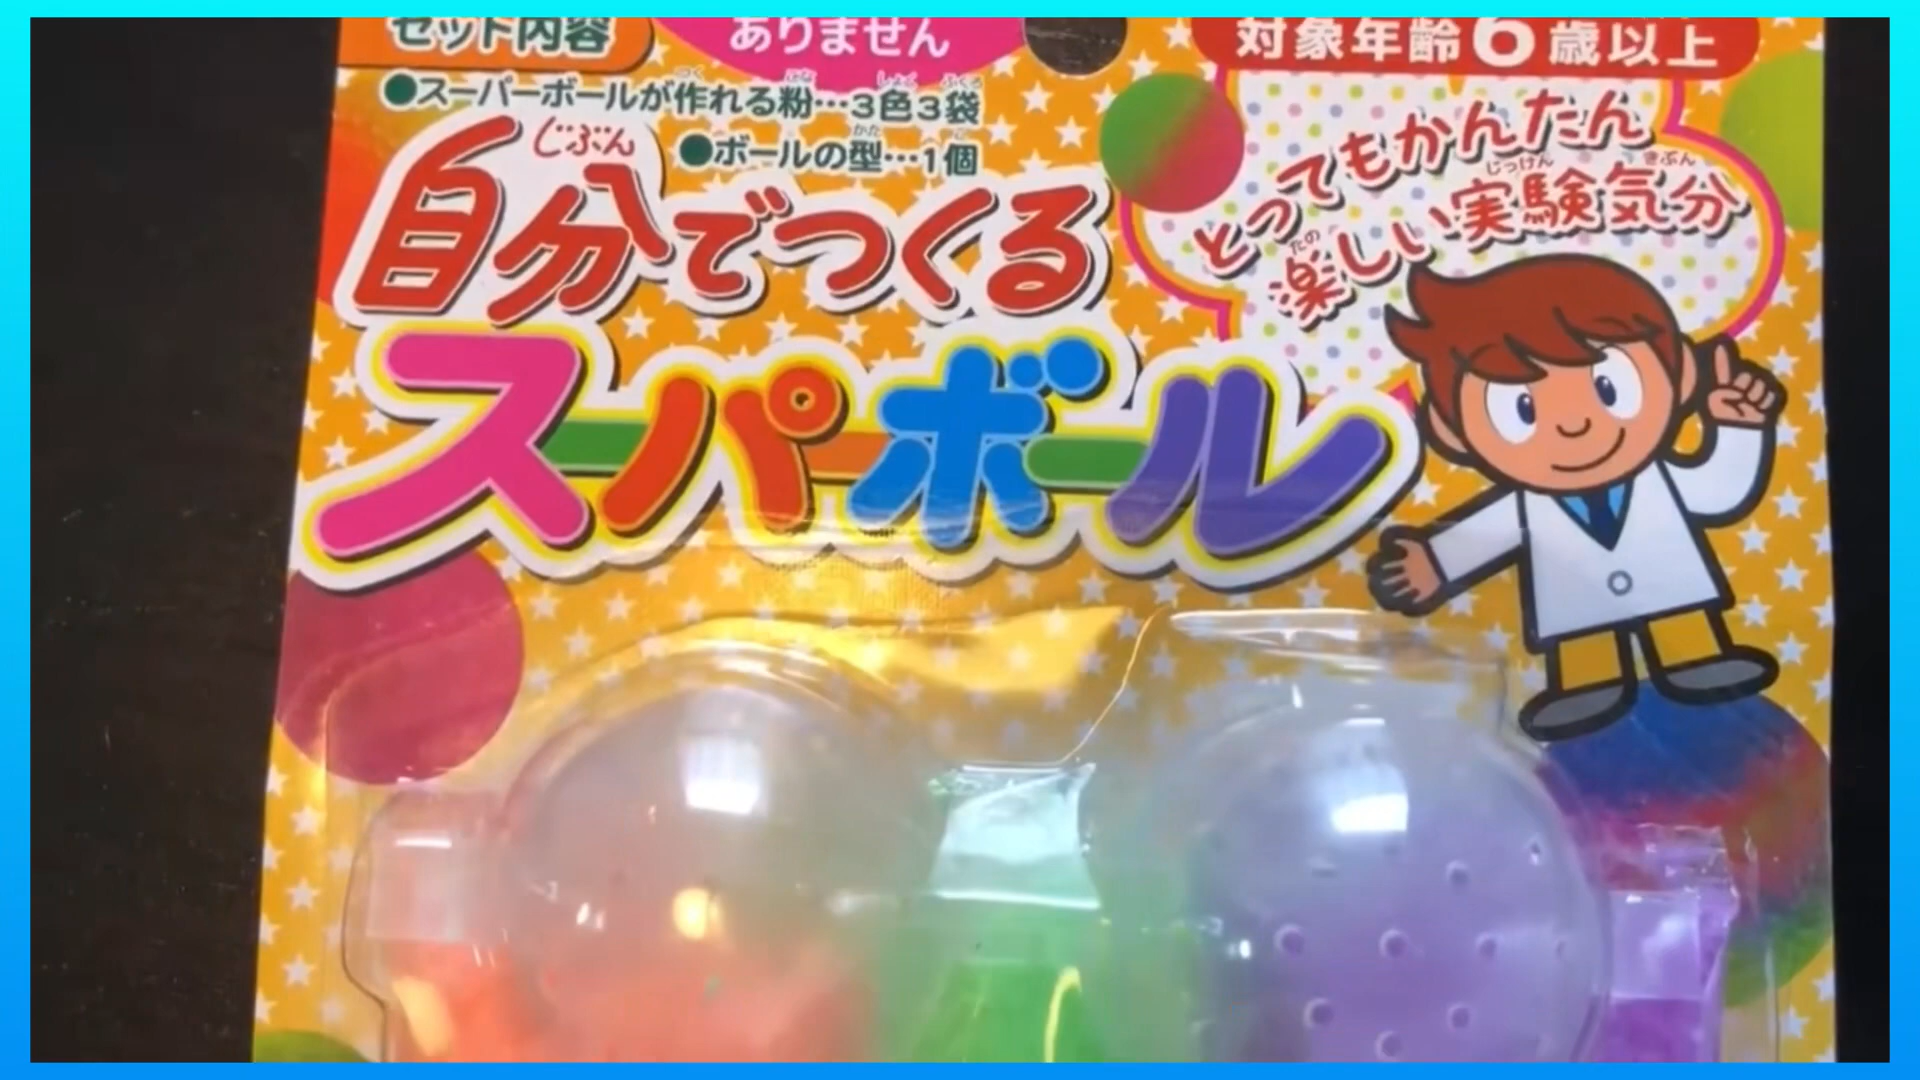 セット内容
ありません
対象年齢6歳以上
●スーパーボールが作れる粉…3色3袋
●ボールの型…1個
自分でつくる
スーパーボール
とってもかんたん
楽しい実験気分